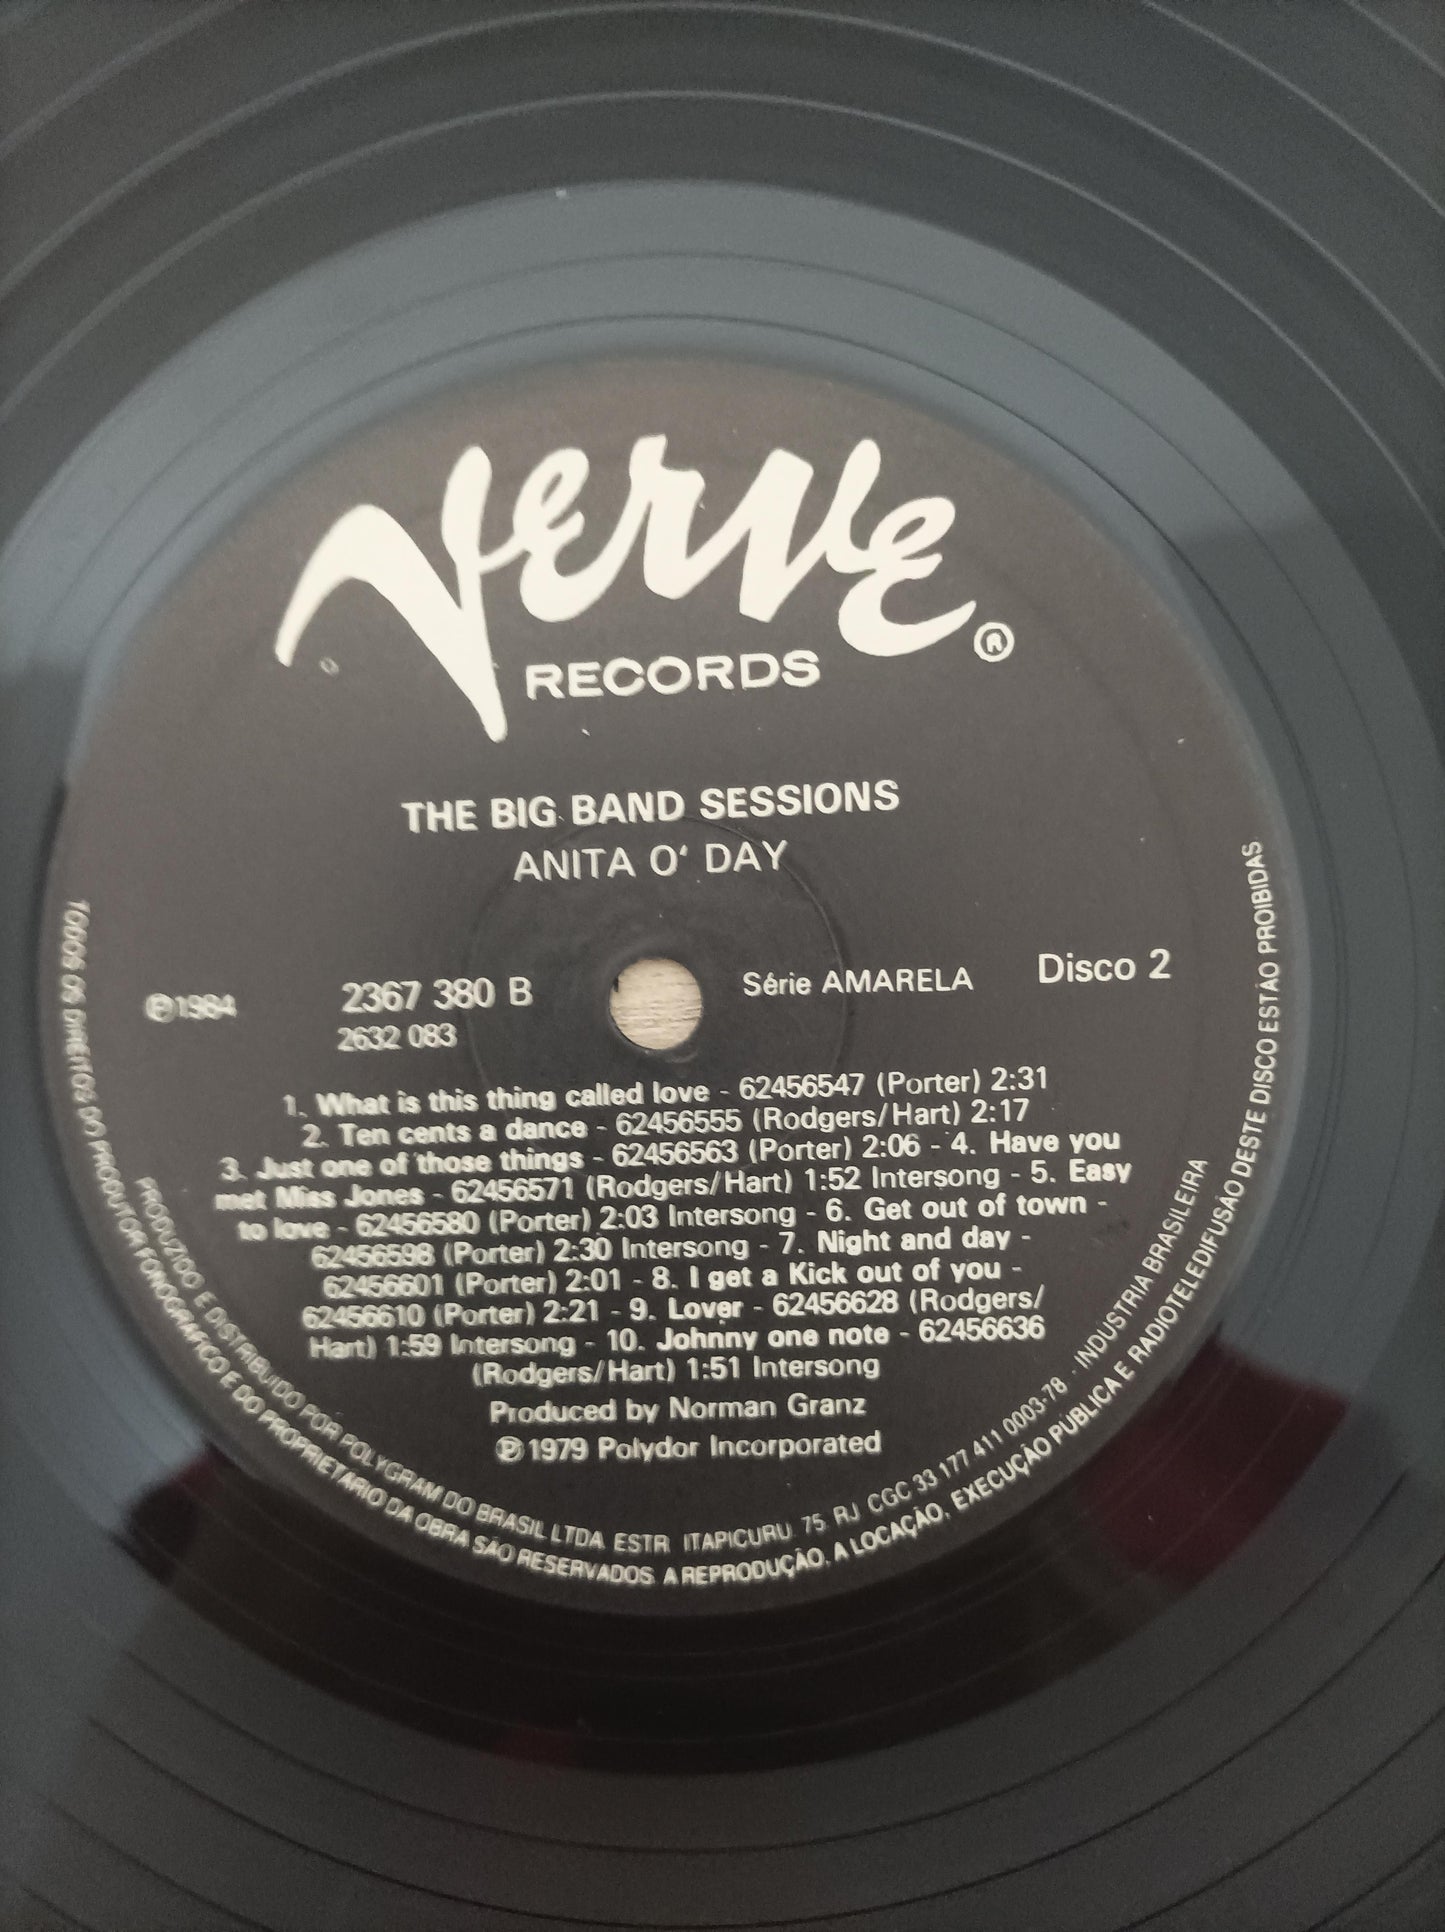 Verve ®
RECORDS
THE BIG BAND SESSIONS
ANITA O' DAY
℗1984
2367 380 B
2632 083
Série AMARELA
Disco 2
1. What is this thing called love - 62456547 (Porter) 2:31
2. Ten cents a dance - 62456555 (Rodgers/Hart) 2:17
3. Just one of those things - 62456563 (Porter) 2:06 - 4. Have you
met Miss Jones - 62456571 (Rodgers/Hart) 1:52 Intersong - 5. Easy
to love - 62456580 (Porter) 2:03 Intersong - 6. Get out of town -
62456598 (Porter) 2:30 Intersong - 7. Night and day -
62456601 (Porter) 2:01 - 8. I get a Kick out of you -
62456610 (Porter) 2:21 - 9. Lover - 62456628 (Rodgers/
Hart) 1:59 Intersong - 10. Johnny one note - 62456636
(Rodgers/Hart) 1:51 Intersong
Produced by Norman Granz
℗1979 Polydor Incorporated
PRODUZIDO E DISTRIBUIDO POR POLYGRAM DO BRASIL LTDA ESTR ITAPICURU 75 RJ CGC 33 177 411 0003-78 · INDUSTRIA BRASILEIRA
TODOS OS DIREITOS DO PRODUTOR FONOGRÁFICO E DO PROPRIETÁRIO DA OBRA SÃO RESERVADOS. A REPRODUÇÃO, A LOCAÇÃO, EXECUÇÃO PUBLICA E RADIOTELEDIFUSÃO DESTE DISCO ESTÃO PROIBIDAS